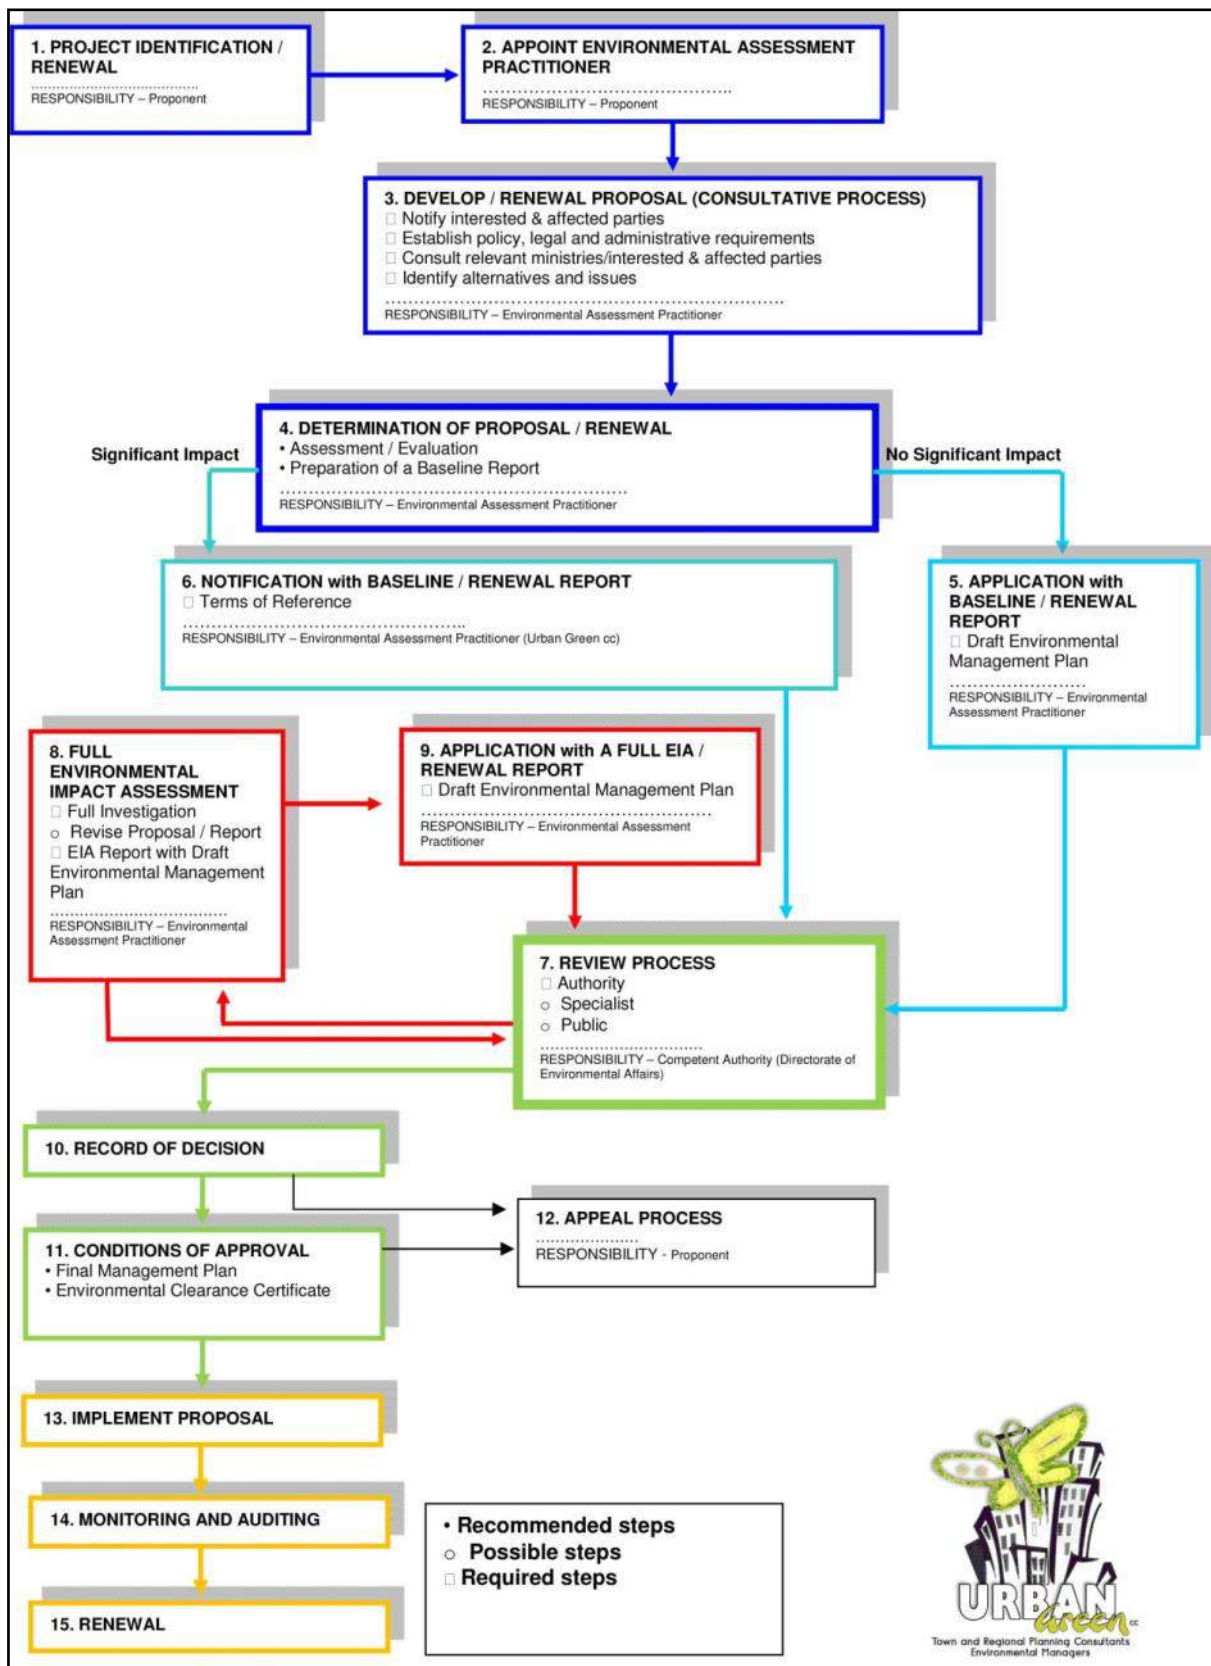 1. PROJECT IDENTIFICATION /
RENEWAL
..........................................
RESPONSIBILITY – Proponent
2. APPOINT ENVIRONMENTAL ASSESSMENT
PRACTITIONER
..........................................
RESPONSIBILITY – Proponent
3. DEVELOP / RENEWAL PROPOSAL (CONSULTATIVE PROCESS)
□ Notify interested & affected parties
□ Establish policy, legal and administrative requirements
□ Consult relevant ministries/interested & affected parties
□ Identify alternatives and issues
....................................................................
RESPONSIBILITY – Environmental Assessment Practitioner
4. DETERMINATION OF PROPOSAL / RENEWAL
• Assessment / Evaluation
• Preparation of a Baseline Report
............................................................
RESPONSIBILITY – Environmental Assessment Practitioner
Significant Impact
No Significant Impact
6. NOTIFICATION with BASELINE / RENEWAL REPORT
□ Terms of Reference
................................................
RESPONSIBILITY – Environmental Assessment Practitioner (Urban Green cc)
5. APPLICATION with
BASELINE / RENEWAL
REPORT
□ Draft Environmental
Management Plan
........................
RESPONSIBILITY – Environmental
Assessment Practitioner
8. FULL
ENVIRONMENTAL
IMPACT ASSESSMENT
□ Full Investigation
o Revise Proposal / Report
□ EIA Report with Draft
Environmental Management
Plan
....................................
RESPONSIBILITY – Environmental
Assessment Practitioner
9. APPLICATION with A FULL EIA /
RENEWAL REPORT
□ Draft Environmental Management Plan
..................................................
RESPONSIBILITY – Environmental Assessment
Practitioner
7. REVIEW PROCESS
□ Authority
o Specialist
o Public
.................................
RESPONSIBILITY – Competent Authority (Directorate of
Environmental Affairs)
10. RECORD OF DECISION
12. APPEAL PROCESS
.....................
RESPONSIBILITY - Proponent
11. CONDITIONS OF APPROVAL
• Final Management Plan
• Environmental Clearance Certificate
13. IMPLEMENT PROPOSAL
14. MONITORING AND AUDITING
15. RENEWAL
• Recommended steps
o Possible steps
□ Required steps
URBAN
Green cc
Town and Regional Planning Consultants
Environmental Managers